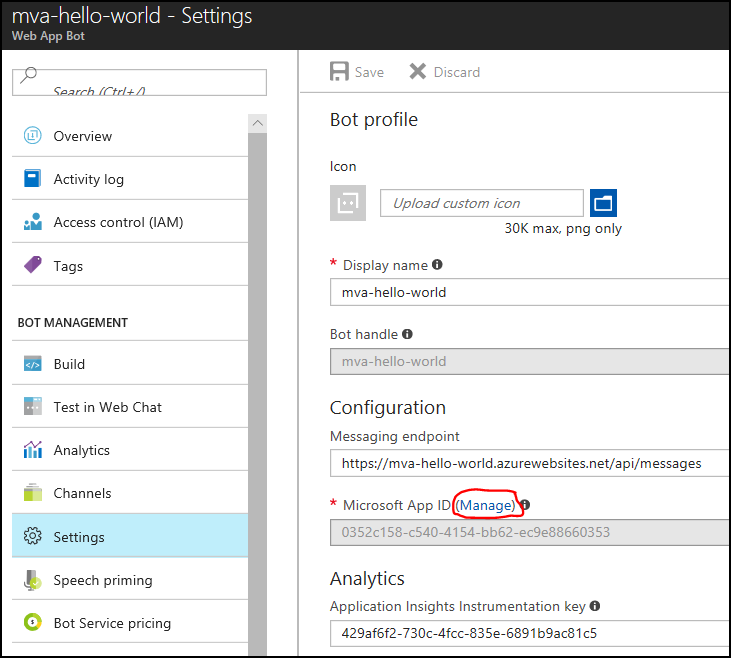 mva-hello-world - Settings
Web App Bot
Search (Ctrl+/)
Overview
Activity log
Access control (IAM)
Tags
BOT MANAGEMENT
Build
Test in Web Chat
Analytics
Channels
Settings
Speech priming
Bot Service pricing
Save Discard
Bot profile
Icon
Upload custom icon
30K max, png only
* Display name
mva-hello-world
Bot handle
mva-hello-world
Configuration
Messaging endpoint
https://mva-hello-world.azurewebsites.net/api/messages
* Microsoft App ID (Manage)
0352c158-c540-4154-bb62-ec9e88660353
Analytics
Application Insights Instrumentation key
429af6f2-730c-4fcc-835e-6891b9ac81c5